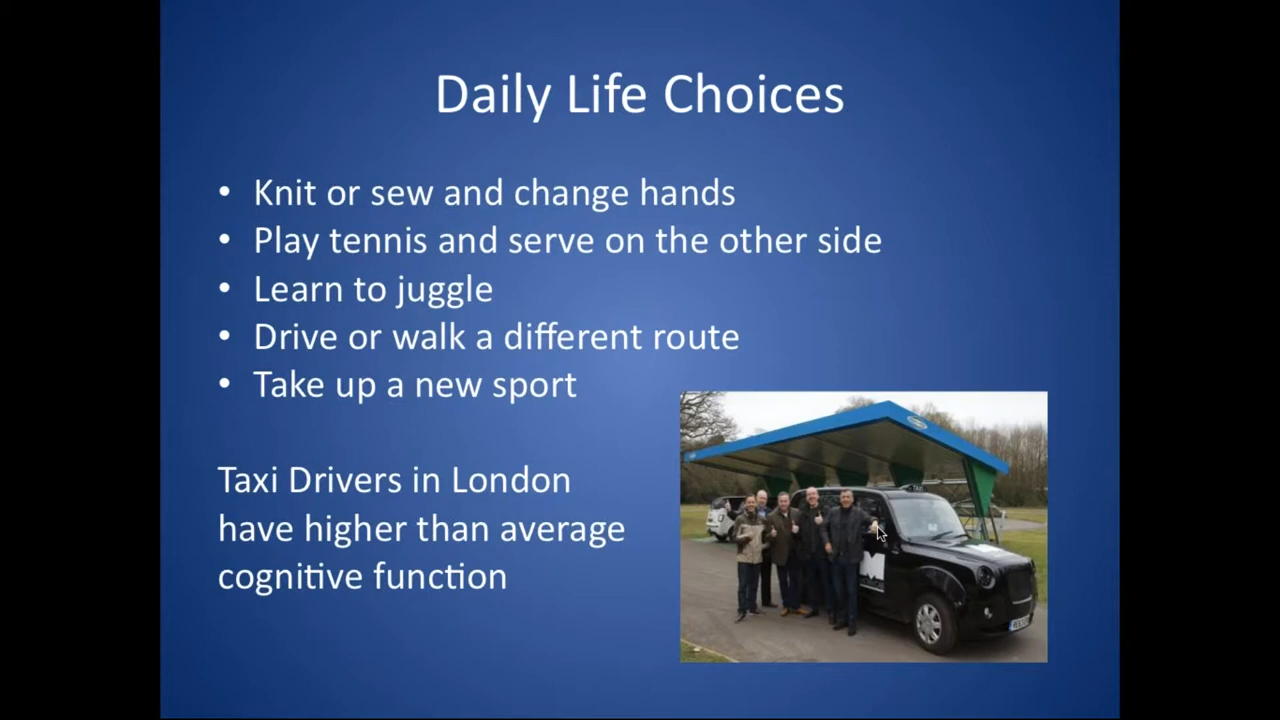 Daily Life Choices
• Knit or sew and change hands
• Play tennis and serve on the other side
• Learn to juggle
• Drive or walk a different route
• Take up a new sport
Taxi Drivers in London
have higher than average
cognitive function
TAXI